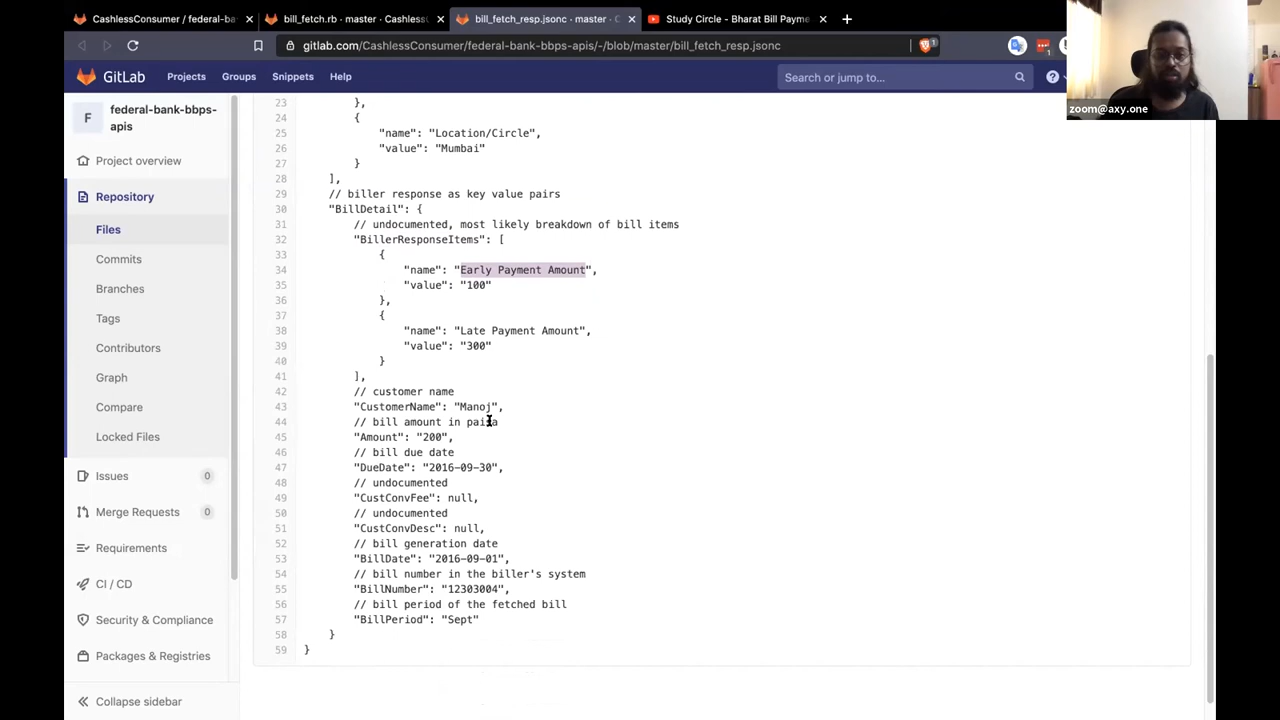 CashlessConsumer / federal-ba
bill_fetch.rb · master · Cashless
bill_fetch_resp.jsonc · master · C
Study Circle - Bharat Bill Payme
gitlab.com/CashlessConsumer/federal-bank-bbps-apis/-/blob/master/bill_fetch_resp.jsonc
1
1
GitLab
Projects
Groups
Snippets
Help
Search or jump to...
zoom@axy.one
F
federal-bank-bbps-
apis
Project overview
Repository
Files
Commits
Branches
Tags
Contributors
Graph
Compare
Locked Files
Issues 0
Merge Requests 0
Requirements
CI / CD
Security & Compliance
Packages & Registries
Collapse sidebar
23 },
24 {
25 "name": "Location/Circle",
26 "value": "Mumbai"
27 }
28 ],
29 // biller response as key value pairs
30 "BillDetail": {
31 // undocumented, most likely breakdown of bill items
32 "BillerResponseItems": [
33 {
34 "name": "Early Payment Amount",
35 "value": "100"
36 },
37 {
38 "name": "Late Payment Amount",
39 "value": "300"
40 }
41 ],
42 // customer name
43 "CustomerName": "Manoj",
44 // bill amount in paisa
45 "Amount": "200",
46 // bill due date
47 "DueDate": "2016-09-30",
48 // undocumented
49 "CustConvFee": null,
50 // undocumented
51 "CustConvDesc": null,
52 // bill generation date
53 "BillDate": "2016-09-01",
54 // bill number in the biller's system
55 "BillNumber": "12303004",
56 // bill period of the fetched bill
57 "BillPeriod": "Sept"
58 }
59 }